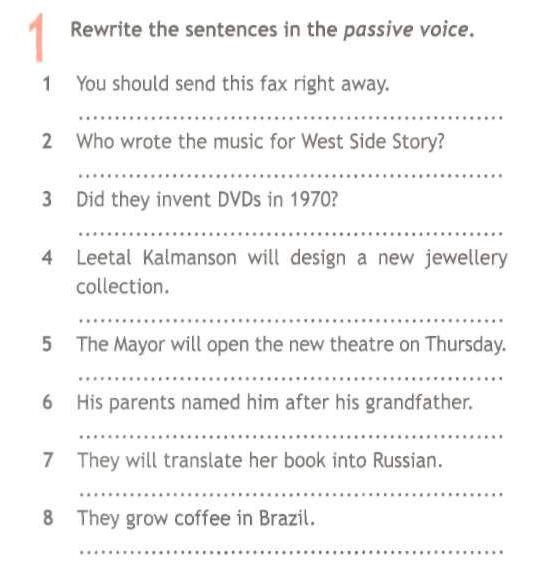 1 Rewrite the sentences in the passive voice.
1 You should send this fax right away.
................................................................
2 Who wrote the music for West Side Story?
................................................................
3 Did they invent DVDs in 1970?
................................................................
4 Leetal Kalmanson will design a new jewellery
collection.
................................................................
5 The Mayor will open the new theatre on Thursday.
................................................................
6 His parents named him after his grandfather.
................................................................
7 They will translate her book into Russian.
................................................................
8 They grow coffee in Brazil.
................................................................